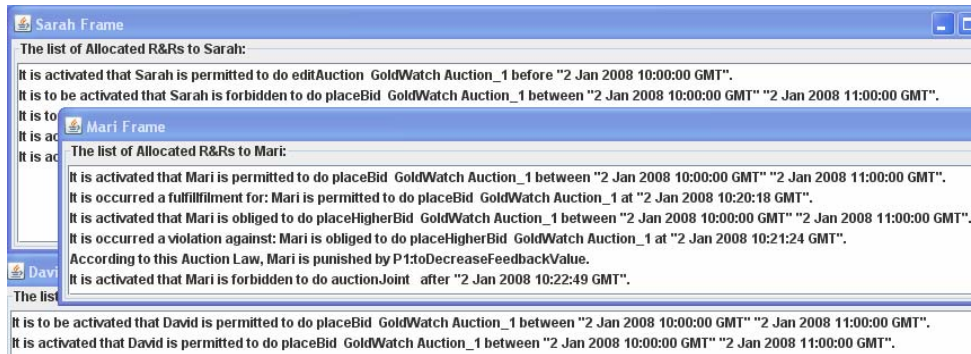 Sarah Frame
The list of Allocated R&Rs to Sarah:
It is activated that Sarah is permitted to do editAuction GoldWatch Auction_1 before "2 Jan 2008 10:00:00 GMT".
It is to be activated that Sarah is forbidden to do placeBid GoldWatch Auction_1 between "2 Jan 2008 10:00:00 GMT" "2 Jan 2008 11:00:00 GMT".
It is to
It is ac
It is ac
Mari Frame
The list of Allocated R&Rs to Mari:
It is activated that Mari is permitted to do placeBid GoldWatch Auction_1 between "2 Jan 2008 10:00:00 GMT" "2 Jan 2008 11:00:00 GMT".
It is occurred a fulfillfilment for: Mari is permitted to do placeBid GoldWatch Auction_1 at "2 Jan 2008 10:20:18 GMT".
It is activated that Mari is obliged to do placeHigherBid GoldWatch Auction_1 between "2 Jan 2008 10:00:00 GMT" "2 Jan 2008 11:00:00 GMT".
It is occurred a violation against: Mari is obliged to do placeHigherBid GoldWatch Auction_1 at "2 Jan 2008 10:21:24 GMT".
According to this Auction Law, Mari is punished by P1:toDecreaseFeedbackValue.
It is activated that Mari is forbidden to do auctionJoint after "2 Jan 2008 10:22:49 GMT".
Davi
The list
It is to be activated that David is permitted to do placeBid GoldWatch Auction_1 between "2 Jan 2008 10:00:00 GMT" "2 Jan 2008 11:00:00 GMT".
It is activated that David is permitted to do placeBid GoldWatch Auction_1 between "2 Jan 2008 10:00:00 GMT" "2 Jan 2008 11:00:00 GMT".